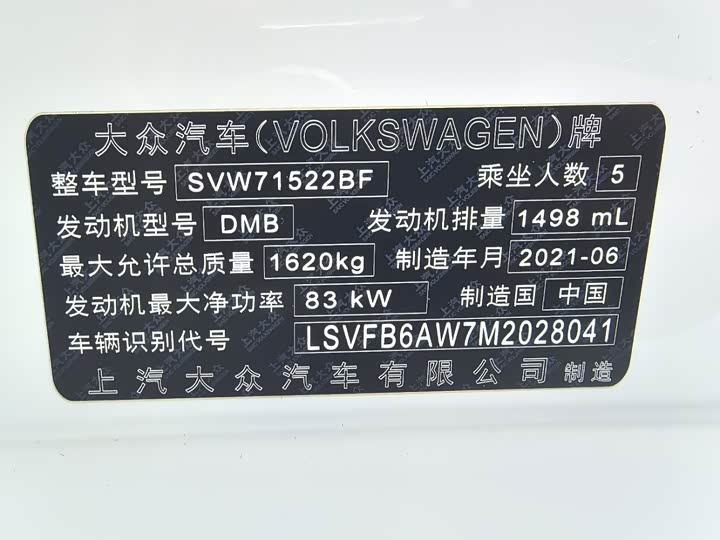 大众汽车(VOLKSWAGEN)牌
整车型号 SVW71522BF 乘坐人数 5
发动机型号 DMB 发动机排量 1498 mL
最大允许总质量 1620kg 制造年月 2021-06
发动机最大净功率 83 kW 制造国 中国
车辆识别代号 LSVFB6AW7M2028041
上汽大众汽车有限公司 制造